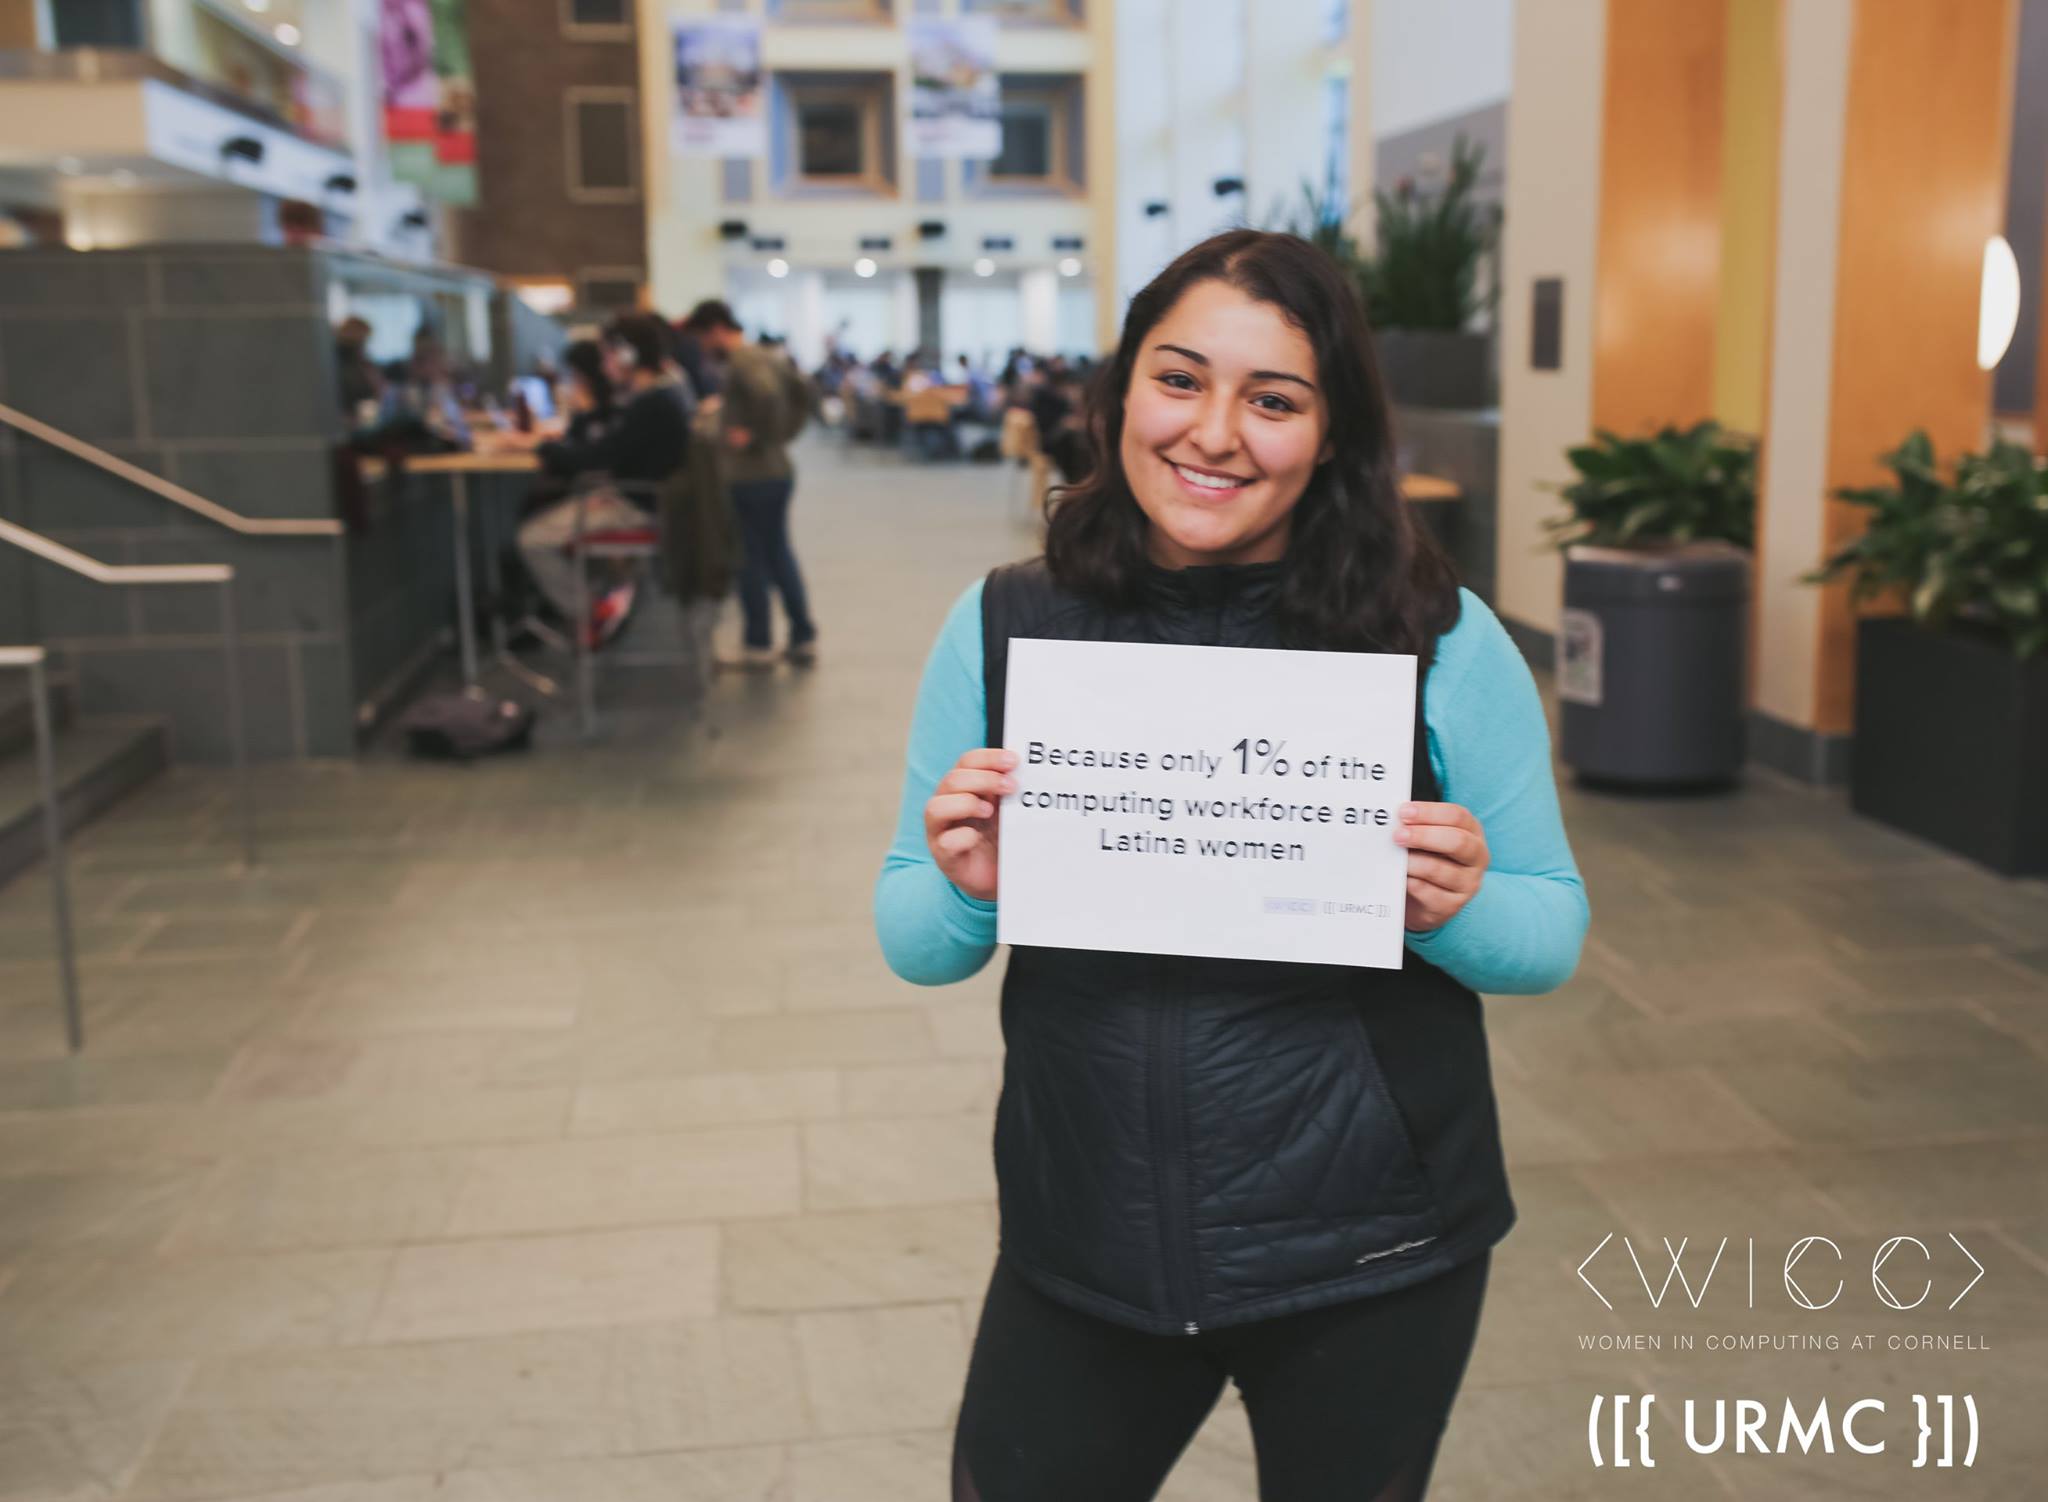 Because only 1% of the
computing workforce are
Latina women
<WICC> ([{ URMC }])
<WICC>
WOMEN IN COMPUTING AT CORNELL
([{ URMC }])